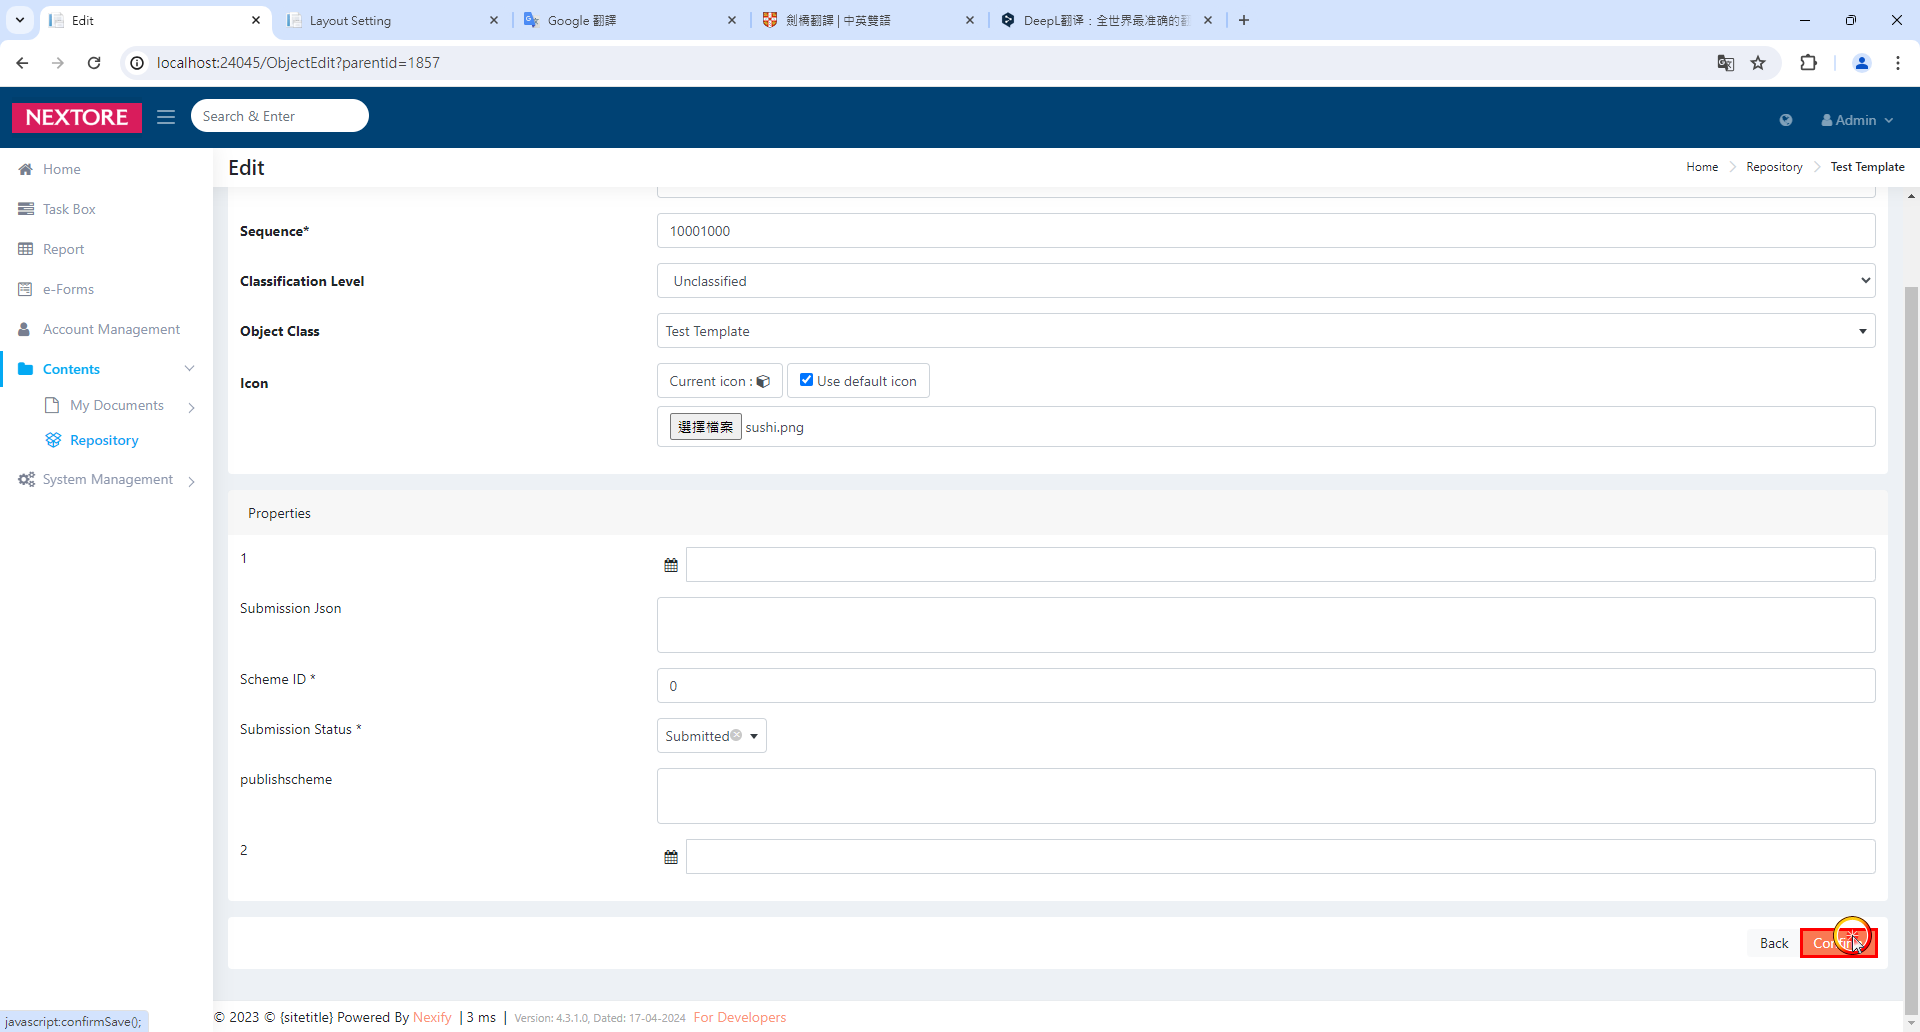 Edit
Layout Setting
Google 翻譯
劍橋翻譯 | 中英雙語
DeepL翻译：全世界最准确的
localhost:24045/ObjectEdit?parentid=1857
NEXTORE
Search & Enter
Admin
Home
Task Box
Report
e-Forms
Account Management
Contents
My Documents
Repository
System Management
Edit
Home
Repository
Test Template
Sequence*
10001000
Classification Level
Unclassified
Object Class
Test Template
Icon
Current icon :
Use default icon
選擇檔案 sushi.png
Properties
1
Submission Json
Scheme ID *
0
Submission Status *
Submitted
publishscheme
2
Back
© 2023 © {sitetitle} Powered By Nexify | 3 ms | Version: 4.3.1.0, Dated: 17-04-2024 For Developers
javascript:confirmSave();